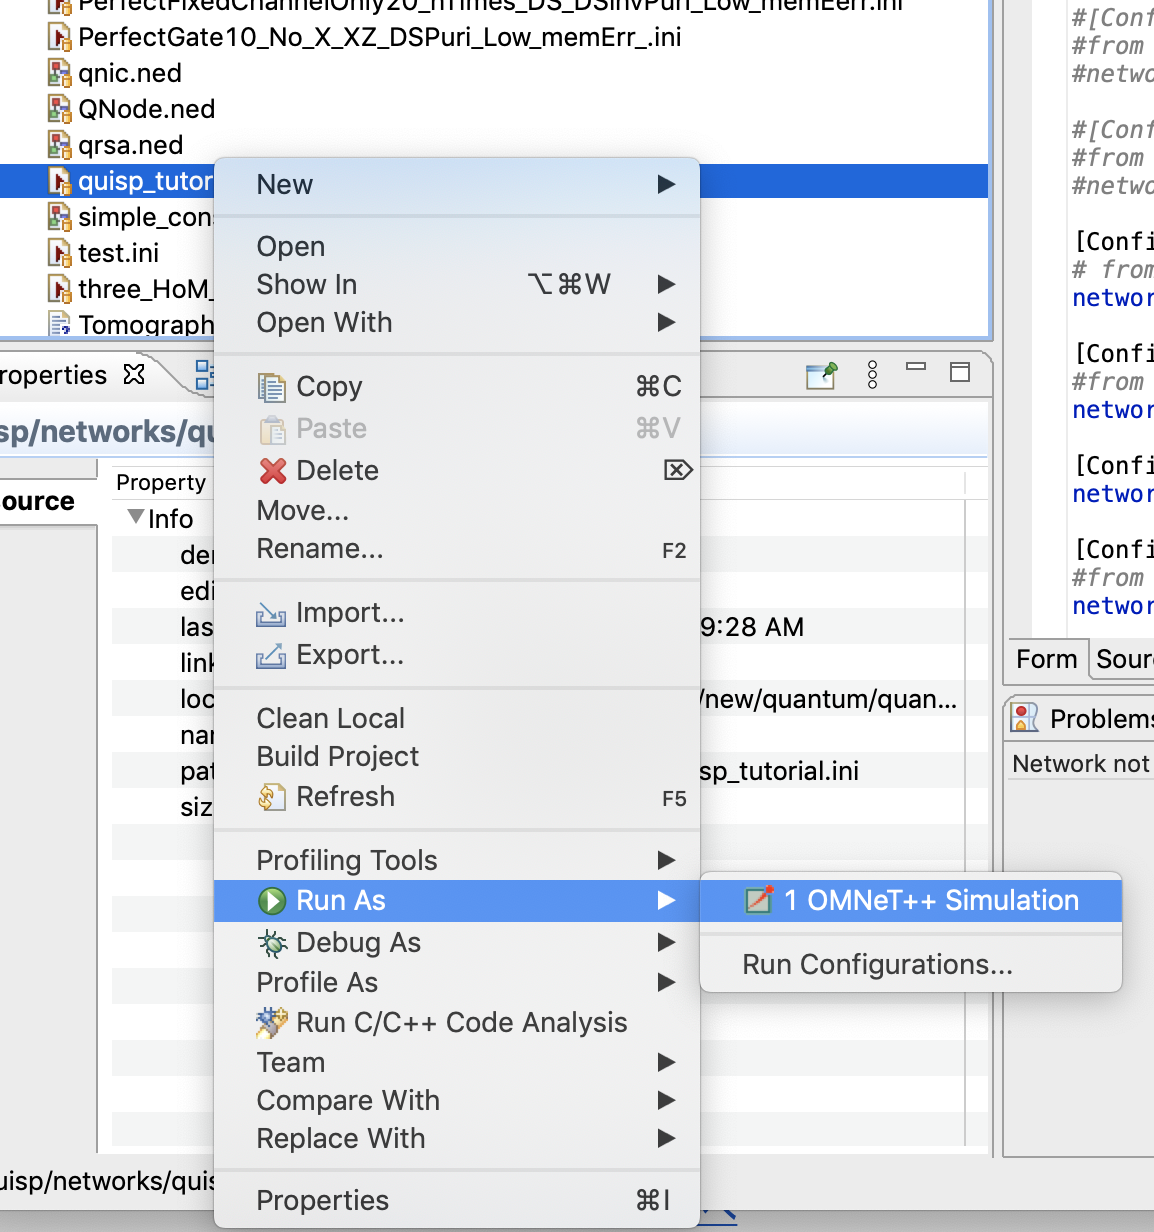 PerfectFixedChannelOnly20_nTimes_DS_DSinvPuri_Low_memEerr.ini
PerfectGate10_No_X_XZ_DSPuri_Low_memErr_.ini
qnic.ned
QNode.ned
qrsa.ned
quisp_tutor
simple_con
test.ini
three_HoM_
Tomograph
New
Open
Show In ⌥⌘W
Open With
Copy ⌘C
Paste ⌘V
Delete ⌦
Move...
Rename... F2
Import...
Export...
Clean Local
Build Project
Refresh F5
Profiling Tools
Run As
Debug As
Profile As
Run C/C++ Code Analysis
Team
Compare With
Replace With
Properties ⌘I
1 OMNeT++ Simulation
Run Configurations...
roperties
sp/networks/qu
ource
Property
Info
der
edi
las 9:28 AM
link
loc /new/quantum/quan...
nar
pat sp_tutorial.ini
siz
uisp/networks/quis
#[Conf
#from
#netwo
#[Conf
#from
#netwo
[Confi
# from
networ
[Confi
#from
networ
[Confi
networ
[Confi
#from
networ
Form Sour
Problems
Network not